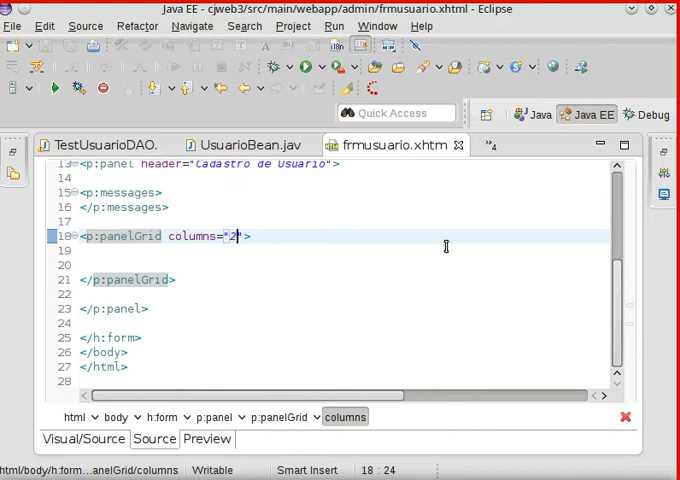 Java EE - cjweb3/src/main/webapp/admin/frmusuario.xhtml - Eclipse
File Edit Source Refactor Navigate Search Project Run Window Help
Quick Access Java Java EE Debug
TestUsuarioDAO. UsuarioBean.jav frmusuario.xhtm »4
13 <p:panel header="Cadastro de Usuario">
14
15 <p:messages>
16 </p:messages>
17
18 <p:panelGrid columns="2">
19
20
21 </p:panelGrid>
22
23 </p:panel>
24
25 </h:form>
26 </body>
27 </html>
28
html body h:form p:panel p:panelGrid columns
Visual/Source Source Preview
html/body/h:form...anelGrid/columns Writable Smart Insert 18 : 24